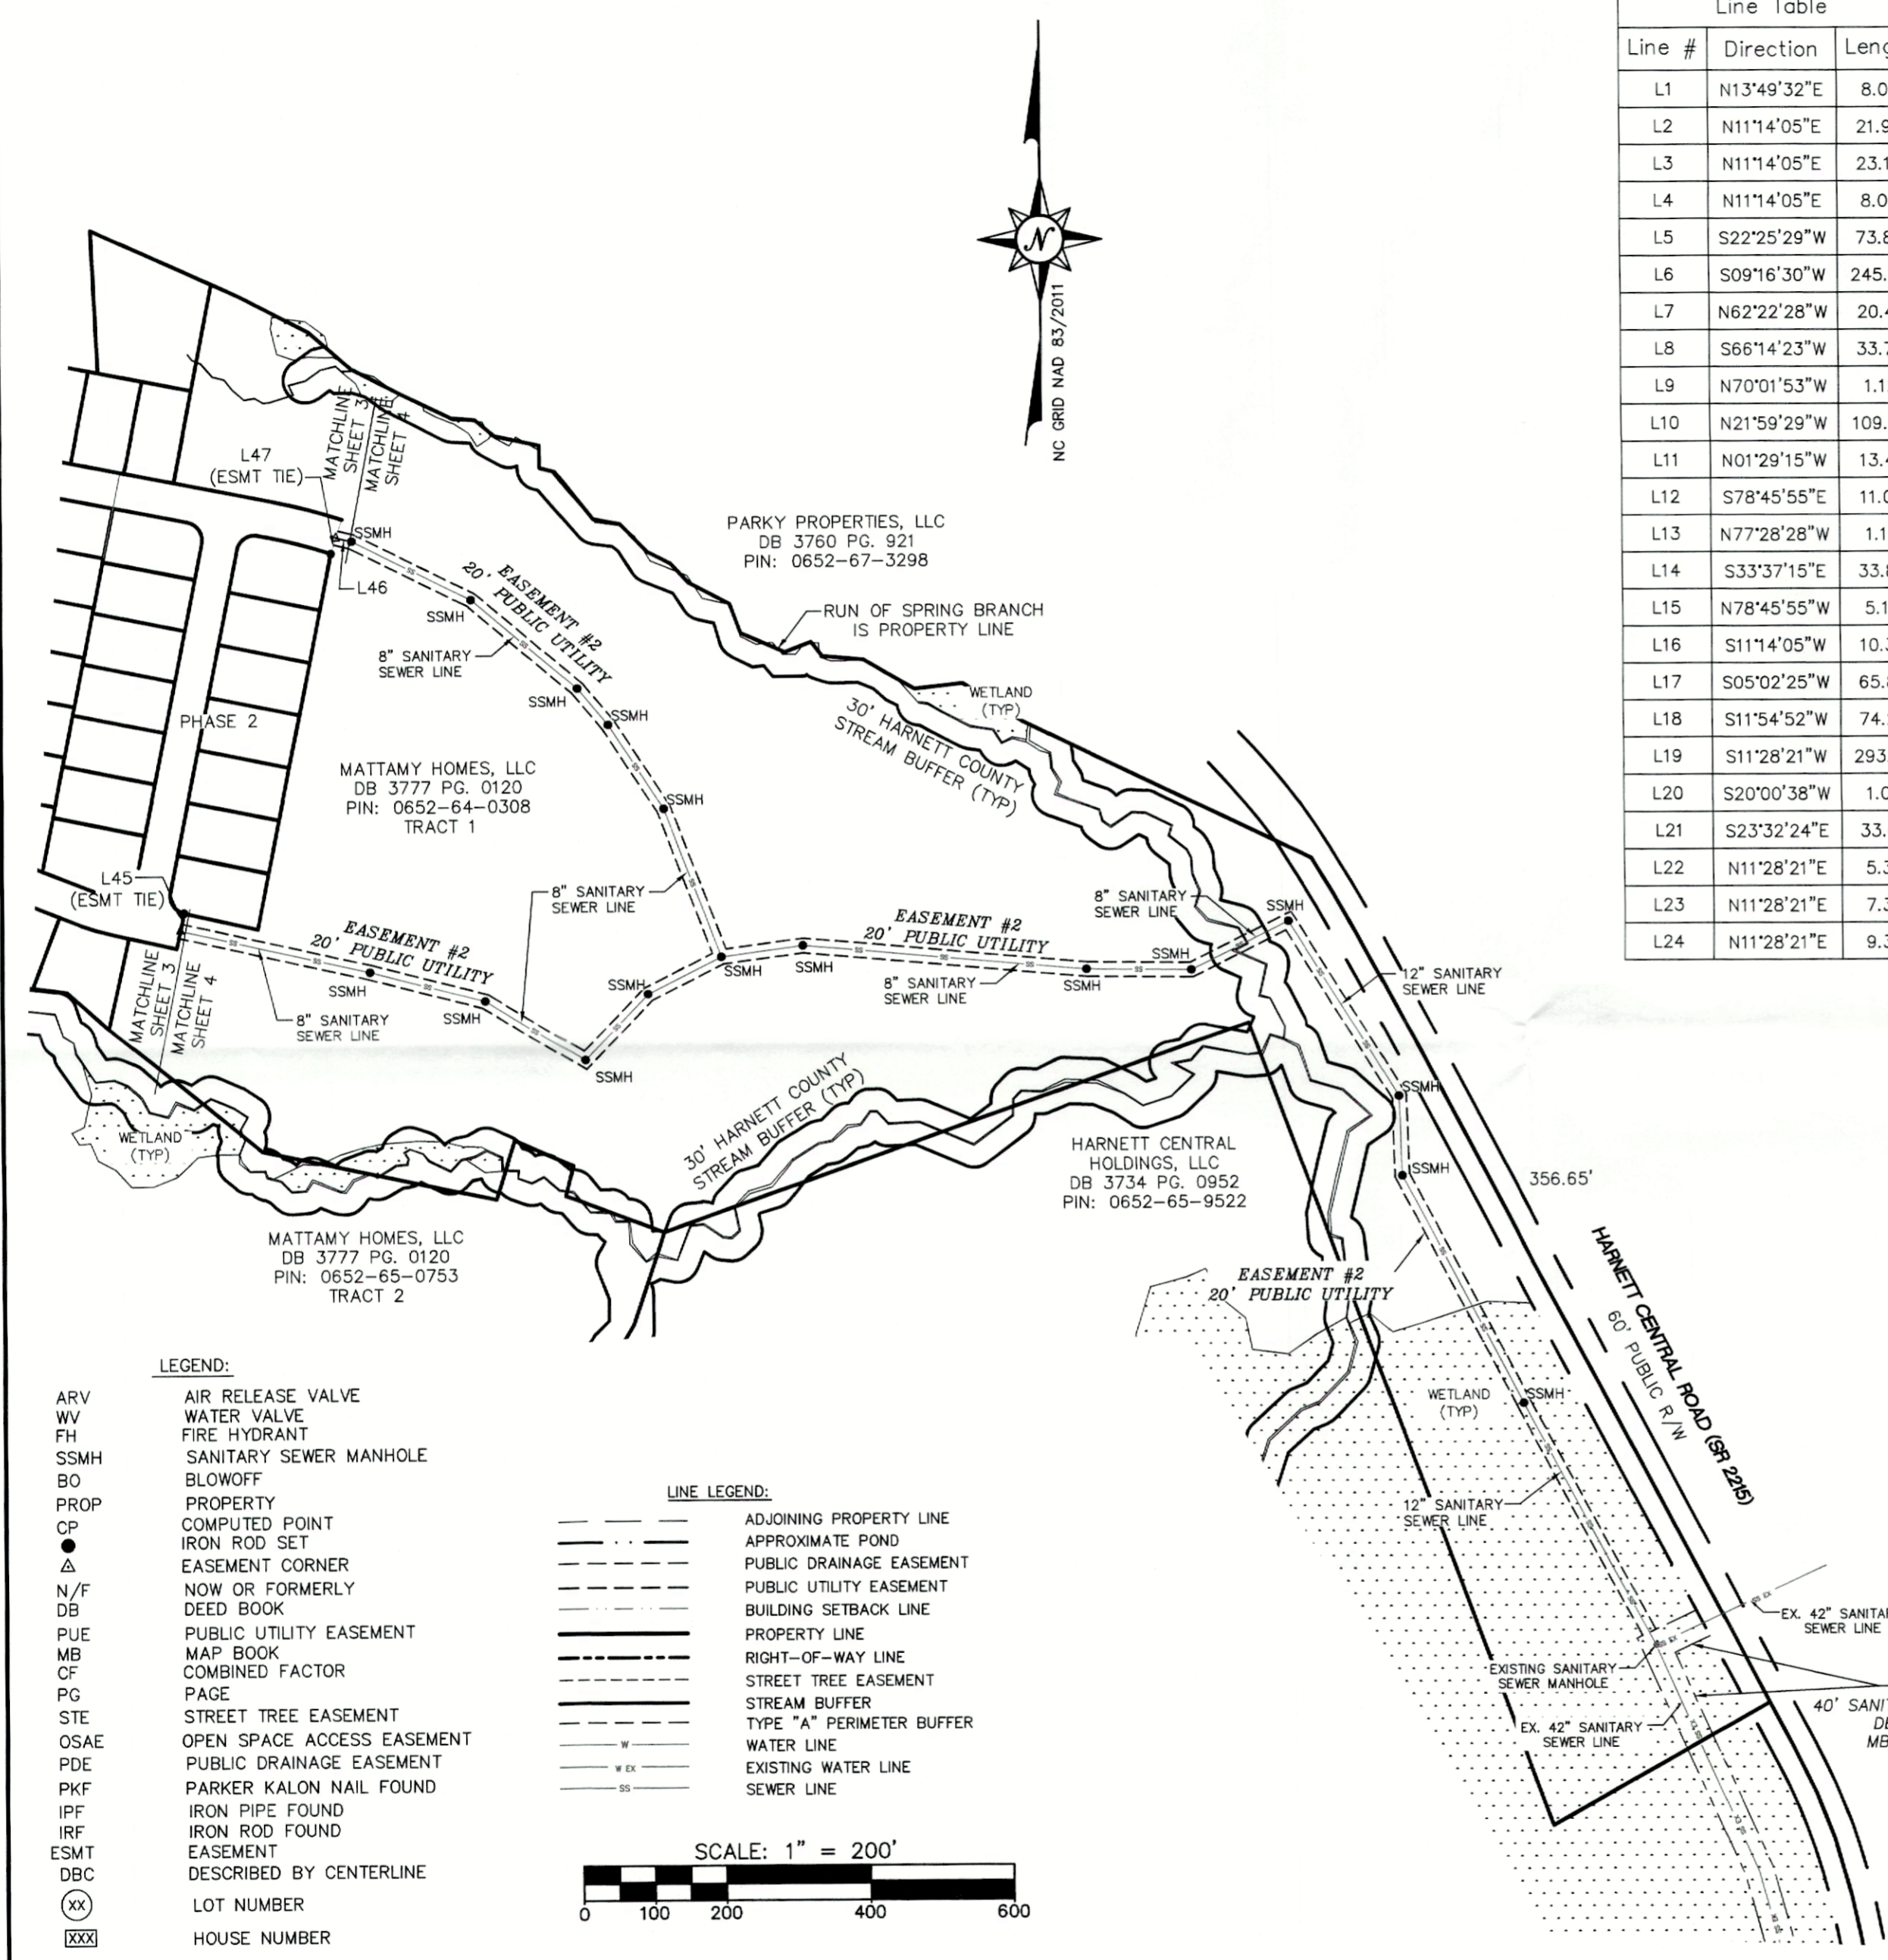 Line Table
Line # Direction
L1 N13°49'32"E
L2 N11°14'05"E
L3 N11°14'05"E
L4 N11°14'05"E
L5 S22°25'29"W
L6 S09°16'30"W
L7 N62°22'28"W
L8 S66°14'23"W
L9 N70°01'53"W
L10 N21°59'29"W
L11 N01°29'15"W
L12 S78°45'55"E
L13 N77°28'28"W
L14 S33°37'15"E
L15 N78°45'55"W
L16 S11°14'05"W
L17 S05°02'25"W
L18 S11°54'52"W
L19 S11°28'21"W
L20 S20°00'38"W
L21 S23°32'24"E
L22 N11°28'21"E
L23 N11°28'21"E
L24 N11°28'21"E
N
NC GRID NAD 83/2011
MATCHLINE
SHEET 3
MATCHLINE
SHEET 4
L47
(ESMT TIE)
SSMH
L46
20' PUBLIC UTILITY
EASEMENT #2
SSMH
8" SANITARY
SEWER LINE
SSMH
SSMH
PARKY PROPERTIES, LLC
DB 3760 PG. 921
PIN: 0652-67-3298
RUN OF SPRING BRANCH
IS PROPERTY LINE
WETLAND
(TYP)
30' HARNETT COUNTY
STREAM BUFFER (TYP)
PHASE 2
MATTAMY HOMES, LLC
DB 3777 PG. 0120
PIN: 0652-64-0308
TRACT 1
SSMH
L45
(ESMT TIE)
8" SANITARY
SEWER LINE
EASEMENT #2
20' PUBLIC UTILITY
SSMH
SSMH
8" SANITARY
SEWER LINE
MATCHLINE
SHEET 3
MATCHLINE
SHEET 4
SSMH
SSMH
SSMH
SSMH
EASEMENT #2
20' PUBLIC UTILITY
8" SANITARY
SEWER LINE
SSMH
SSMH
8" SANITARY
SEWER LINE
SSMH
12" SANITARY
SEWER LINE
SSMH
SSMH
356.65'
30' HARNETT COUNTY
STREAM BUFFER (TYP)
WETLAND
(TYP)
HARNETT CENTRAL
HOLDINGS, LLC
DB 3734 PG. 0952
PIN: 0652-65-9522
MATTAMY HOMES, LLC
DB 3777 PG. 0120
PIN: 0652-65-0753
TRACT 2
EASEMENT #2
20' PUBLIC UTILITY
HARNETT CENTRAL ROAD (SR 2215)
60' PUBLIC R/W
WETLAND
(TYP)
SSMH
12" SANITARY
SEWER LINE
EX. 42"
SEWER LINE
EXISTING SANITARY
SEWER MANHOLE
EX. 42" SANITARY
SEWER LINE
40'
LEGEND:
ARV AIR RELEASE VALVE
WV WATER VALVE
FH FIRE HYDRANT
SSMH SANITARY SEWER MANHOLE
BO BLOWOFF
PROP PROPERTY
CP COMPUTED POINT
IRON ROD SET
EASEMENT CORNER
N/F NOW OR FORMERLY
DB DEED BOOK
PUE PUBLIC UTILITY EASEMENT
MB MAP BOOK
CF COMBINED FACTOR
PG PAGE
STE STREET TREE EASEMENT
OSAE OPEN SPACE ACCESS EASEMENT
PDE PUBLIC DRAINAGE EASEMENT
PKF PARKER KALON NAIL FOUND
IPF IRON PIPE FOUND
IRF IRON ROD FOUND
ESMT EASEMENT
DBC DESCRIBED BY CENTERLINE
XX LOT NUMBER
XXX HOUSE NUMBER
LINE LEGEND:
ADJOINING PROPERTY LINE
APPROXIMATE POND
PUBLIC DRAINAGE EASEMENT
PUBLIC UTILITY EASEMENT
BUILDING SETBACK LINE
PROPERTY LINE
RIGHT-OF-WAY LINE
STREET TREE EASEMENT
STREAM BUFFER
TYPE "A" PERIMETER BUFFER
W WATER LINE
W EX EXISTING WATER LINE
SS SEWER LINE
SCALE: 1" = 200'
0 100 200 400 600